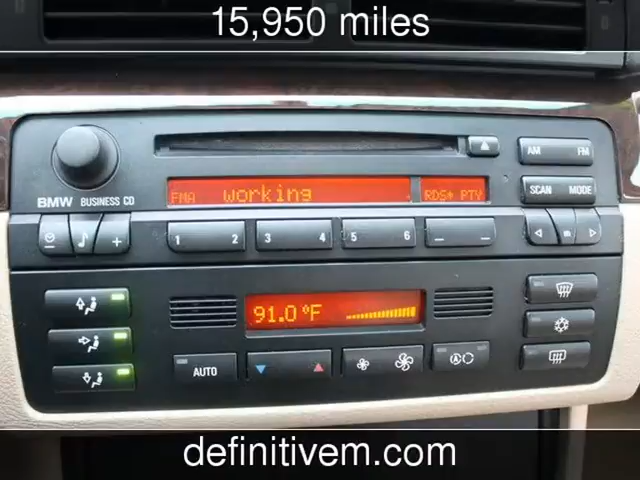 15,950 miles
AM FM
FMA working RDS* PTY
SCAN MODE
BMW BUSINESS CD
1 2 3 4 5 6
m
91.0°F
AUTO
definitivem.com